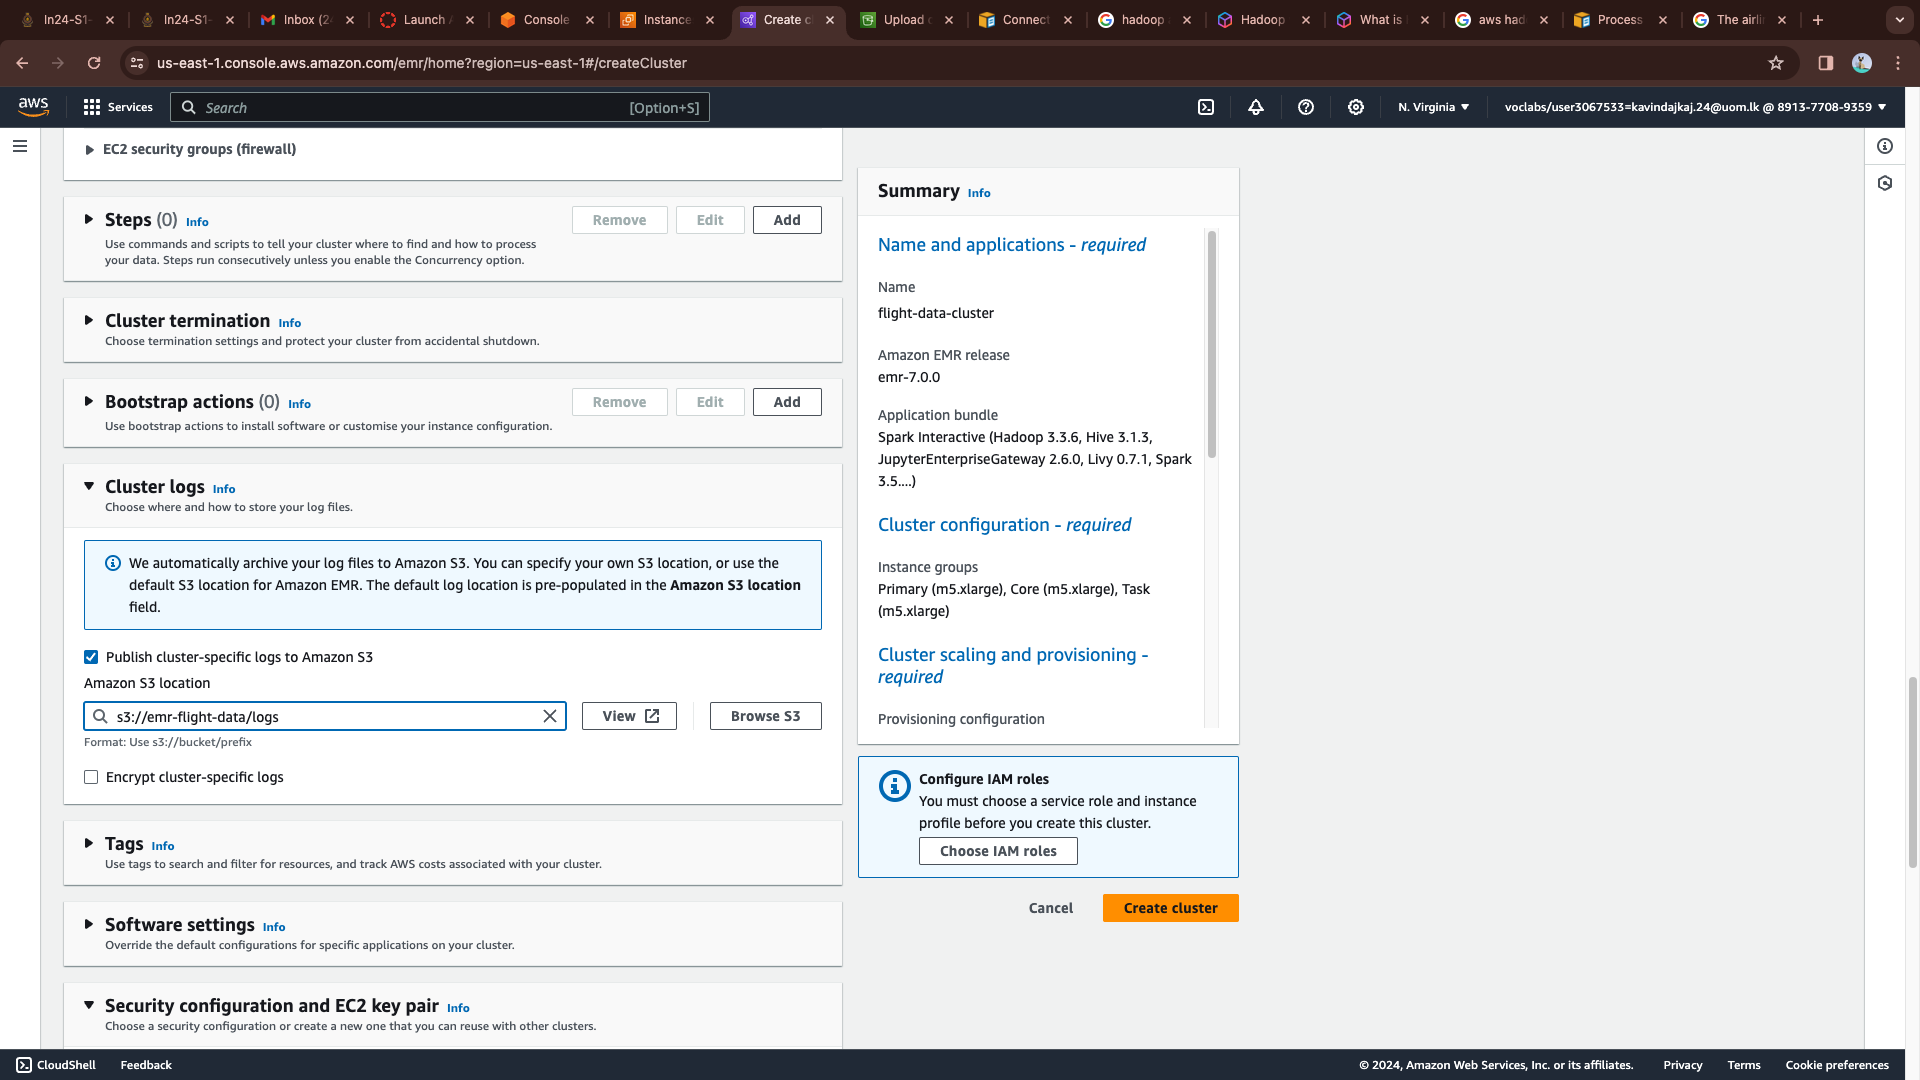 In24-S1-
In24-S1-
Inbox (2
Launch
Console
Instance
Create c
Upload
Connect
hadoop
Hadoop
What is
aws had
Process
The airli
us-east-1.console.aws.amazon.com/emr/home?region=us-east-1#/createCluster
aws
Services
Search
[Option+S]
N. Virginia
voclabs/user3067533=kavindajkaj.24@uom.lk @ 8913-7708-9359
EC2 security groups (firewall)
Steps (0) Info
Remove
Edit
Add
Use commands and scripts to tell your cluster where to find and how to process
your data. Steps run consecutively unless you enable the Concurrency option.
Cluster termination Info
Choose termination settings and protect your cluster from accidental shutdown.
Bootstrap actions (0) Info
Remove
Edit
Add
Use bootstrap actions to install software or customise your instance configuration.
Cluster logs Info
Choose where and how to store your log files.
We automatically archive your log files to Amazon S3. You can specify your own S3 location, or use the
default S3 location for Amazon EMR. The default log location is pre-populated in the Amazon S3 location
field.
Publish cluster-specific logs to Amazon S3
Amazon S3 location
s3://emr-flight-data/logs
View
Browse S3
Format: Use s3://bucket/prefix
Encrypt cluster-specific logs
Tags Info
Use tags to search and filter for resources, and track AWS costs associated with your cluster.
Software settings Info
Override the default configurations for specific applications on your cluster.
Security configuration and EC2 key pair Info
Choose a security configuration or create a new one that you can reuse with other clusters.
Summary Info
Name and applications - required
Name
flight-data-cluster
Amazon EMR release
emr-7.0.0
Application bundle
Spark Interactive (Hadoop 3.3.6, Hive 3.1.3,
JupyterEnterpriseGateway 2.6.0, Livy 0.7.1, Spark
3.5....)
Cluster configuration - required
Instance groups
Primary (m5.xlarge), Core (m5.xlarge), Task
(m5.xlarge)
Cluster scaling and provisioning -
required
Provisioning configuration
Configure IAM roles
You must choose a service role and instance
profile before you create this cluster.
Choose IAM roles
Cancel
Create cluster
CloudShell
Feedback
© 2024, Amazon Web Services, Inc. or its affiliates.
Privacy
Terms
Cookie preferences